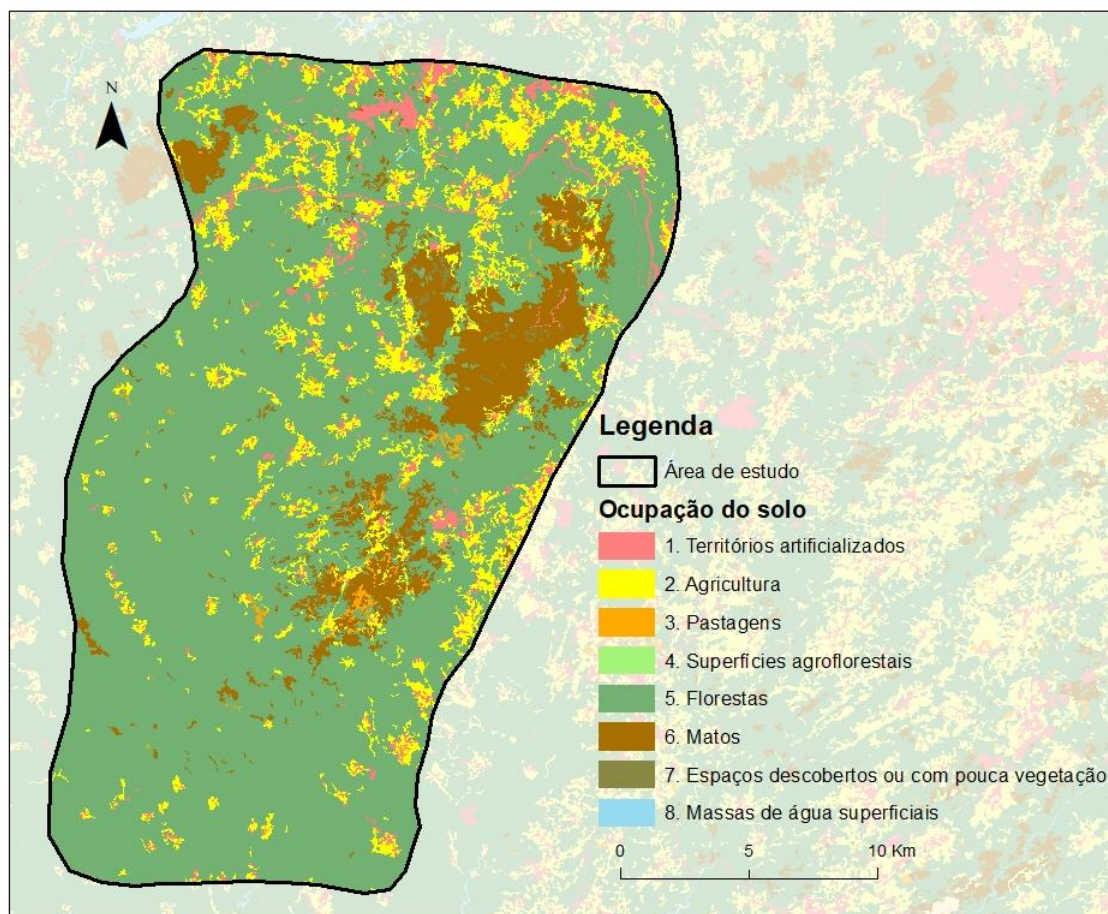 N
Legenda
Área de estudo
Ocupação do solo
1. Territórios artificializados
2. Agricultura
3. Pastagens
4. Superfícies agroflorestais
5. Florestas
6. Matos
7. Espaços descobertos ou com pouca vegetação
8. Massas de água superficiais
0 5 10 Km